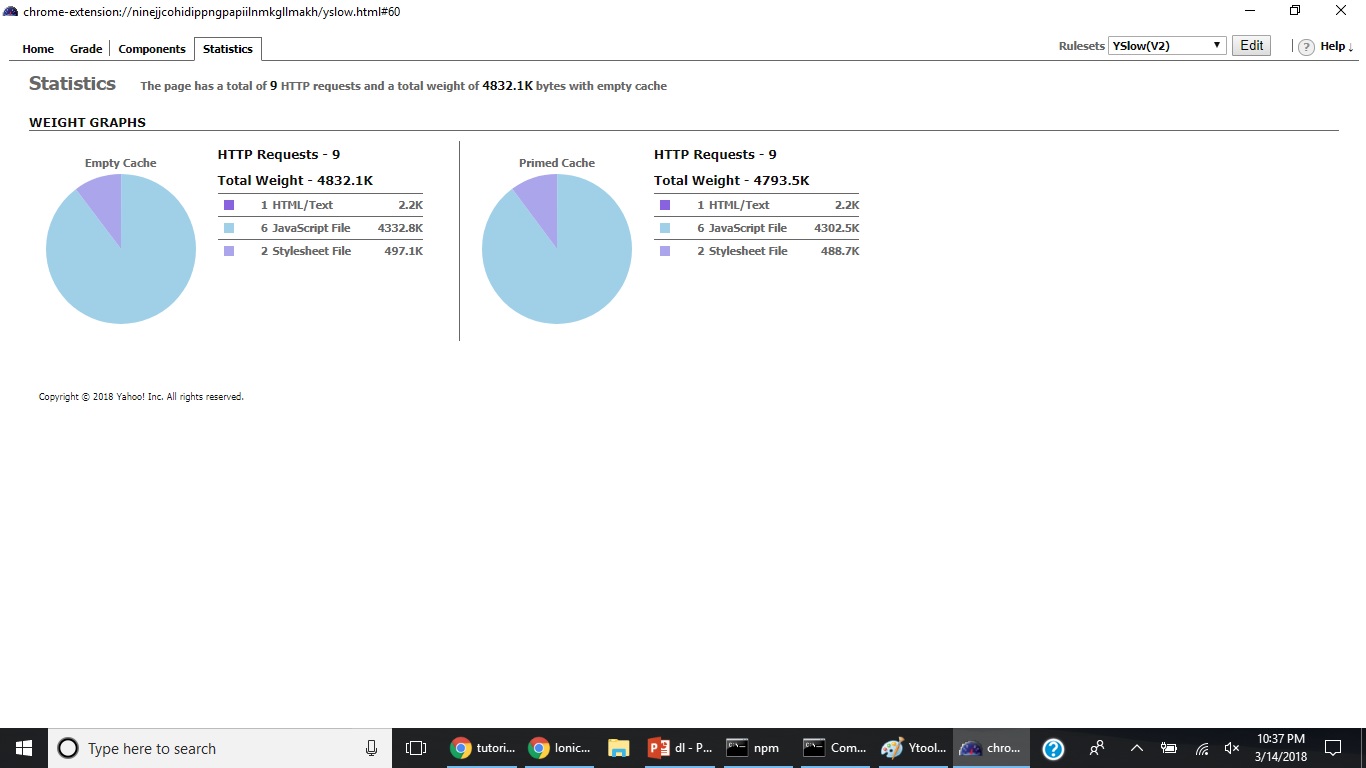 chrome-extension://ninejjcohidippngpapiilnmkgllmakh/yslow.html#60
Home Grade Components Statistics
Rulesets YSlow(V2) Edit ? Help ↓
Statistics The page has a total of 9 HTTP requests and a total weight of 4832.1K bytes with empty cache
WEIGHT GRAPHS
Empty Cache
HTTP Requests - 9
Total Weight - 4832.1K
1 HTML/Text 2.2K
6 JavaScript File 4332.8K
2 Stylesheet File 497.1K
Primed Cache
HTTP Requests - 9
Total Weight - 4793.5K
1 HTML/Text 2.2K
6 JavaScript File 4302.5K
2 Stylesheet File 488.7K
Copyright © 2018 Yahoo! Inc. All rights reserved.
Type here to search
tutori... Ionic... dl - P... npm Com... Ytool... chro...
10:37 PM
3/14/2018